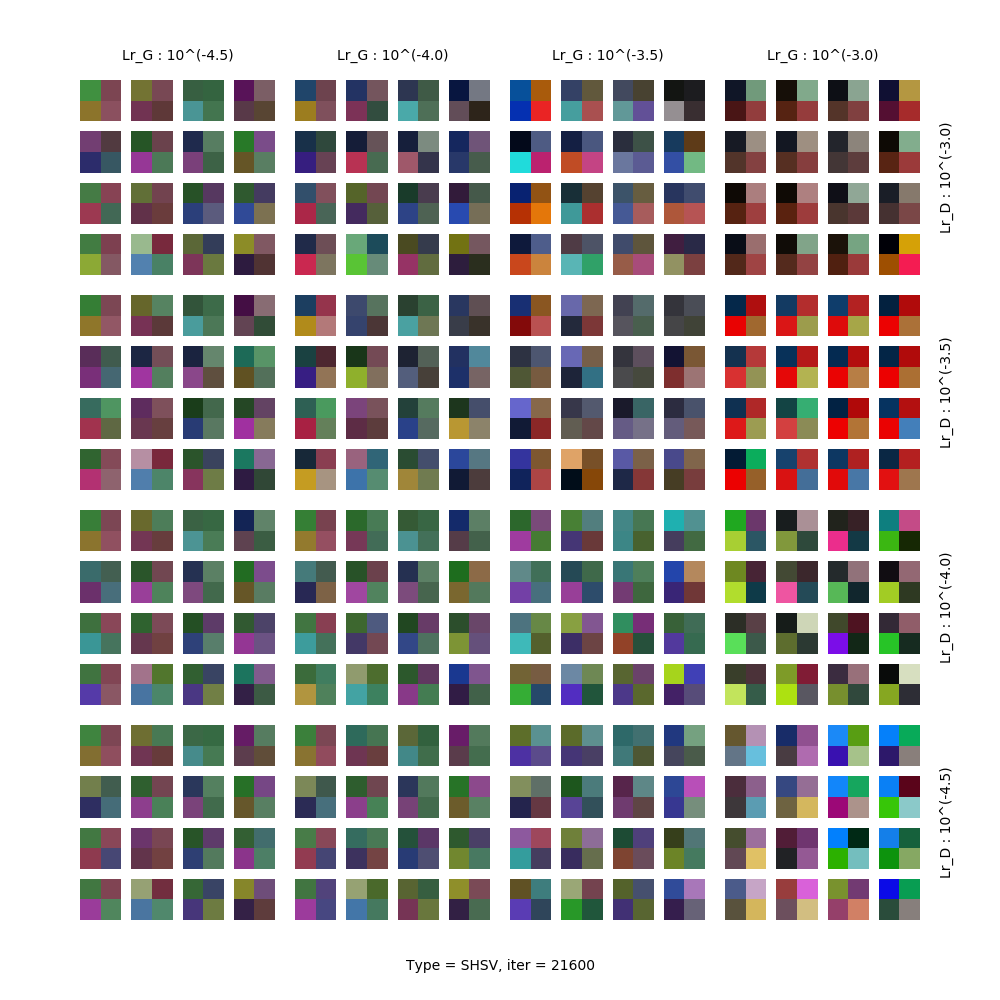 Lr_G : 10^(-4.5)
Lr_G : 10^(-4.0)
Lr_G : 10^(-3.5)
Lr_G : 10^(-3.0)
Lr_D : 10^(-3.0)
Lr_D : 10^(-3.5)
Lr_D : 10^(-4.0)
Lr_D : 10^(-4.5)
Type = SHSV, iter = 21600